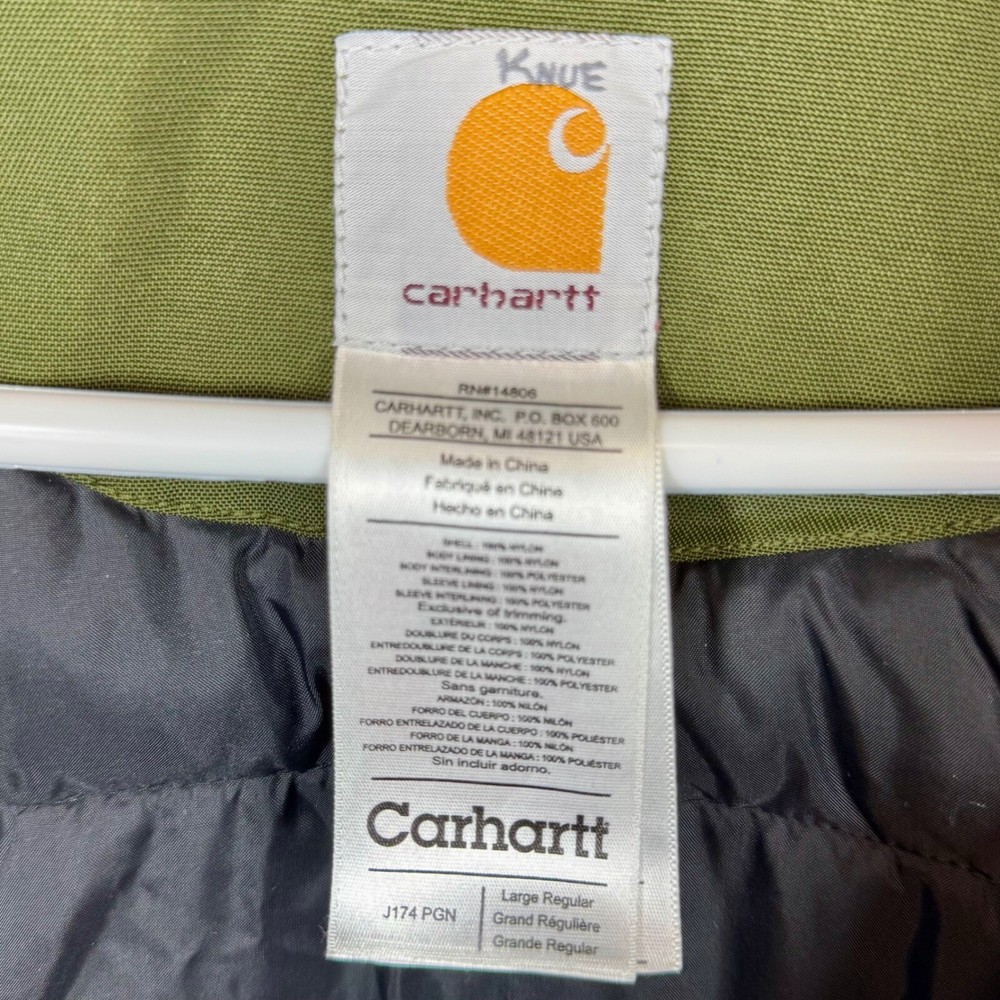 KNUE
carhartt
RN#14806
CARHARTT, INC. P.O. BOX 600
DEARBORN, MI 48121 USA
Made in China
Fabriqué en Chine
Hecho en China
SHELL : 100% NYLON
BODY LINING : 100% NYLON
BODY INTERLINING : 100% POLYESTER
SLEEVE LINING : 100% NYLON
SLEEVE INTERLINING : 100% POLYESTER
Exclusive of trimming.
EXTÉRIEUR : 100% NYLON
DOUBLURE DU CORPS : 100% NYLON
ENTREDOUBLURE DE LA CORPS : 100% POLYESTER
DOUBLURE DE LA MANCHE : 100% NYLON
ENTREDOUBLURE DE LA MANCHE : 100% POLYESTER
Sans garniture.
ARMAZÓN : 100% NILÓN
FORRO DEL CUERPO : 100% NILÓN
FORRO ENTRELAZADO DE LA CUERPO : 100% POLIÉSTER
FORRO DE LA MANGA : 100% NILÓN
FORRO ENTRELAZADO DE LA MANGA : 100% POLIÉSTER
Sin incluir adorno.
Carhartt
J174 PGN
Large Regular
Grand Régulière
Grande Regular